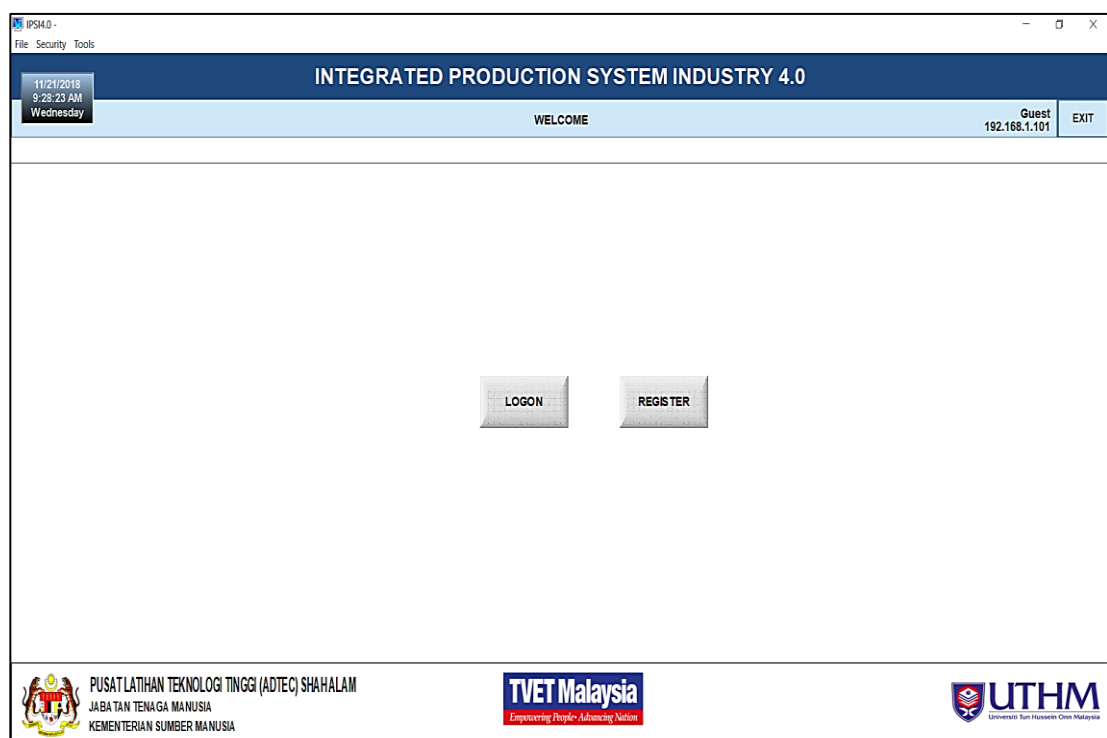 IPSI4.0 -
File Security Tools
INTEGRATED PRODUCTION SYSTEM INDUSTRY 4.0
11/21/2018
9:28:23 AM
Wednesday
WELCOME
Guest
192.168.1.101
EXIT
LOGON
REGISTER
PUSAT LATIHAN TEKNOLOGI TINGGI (ADTEC) SHAH ALAM
JABATAN TENAGA MANUSIA
KEMENTERIAN SUMBER MANUSIA
TVET Malaysia
Empowering People • Advancing Nation
UTHM
Universiti Tun Hussein Onn Malaysia